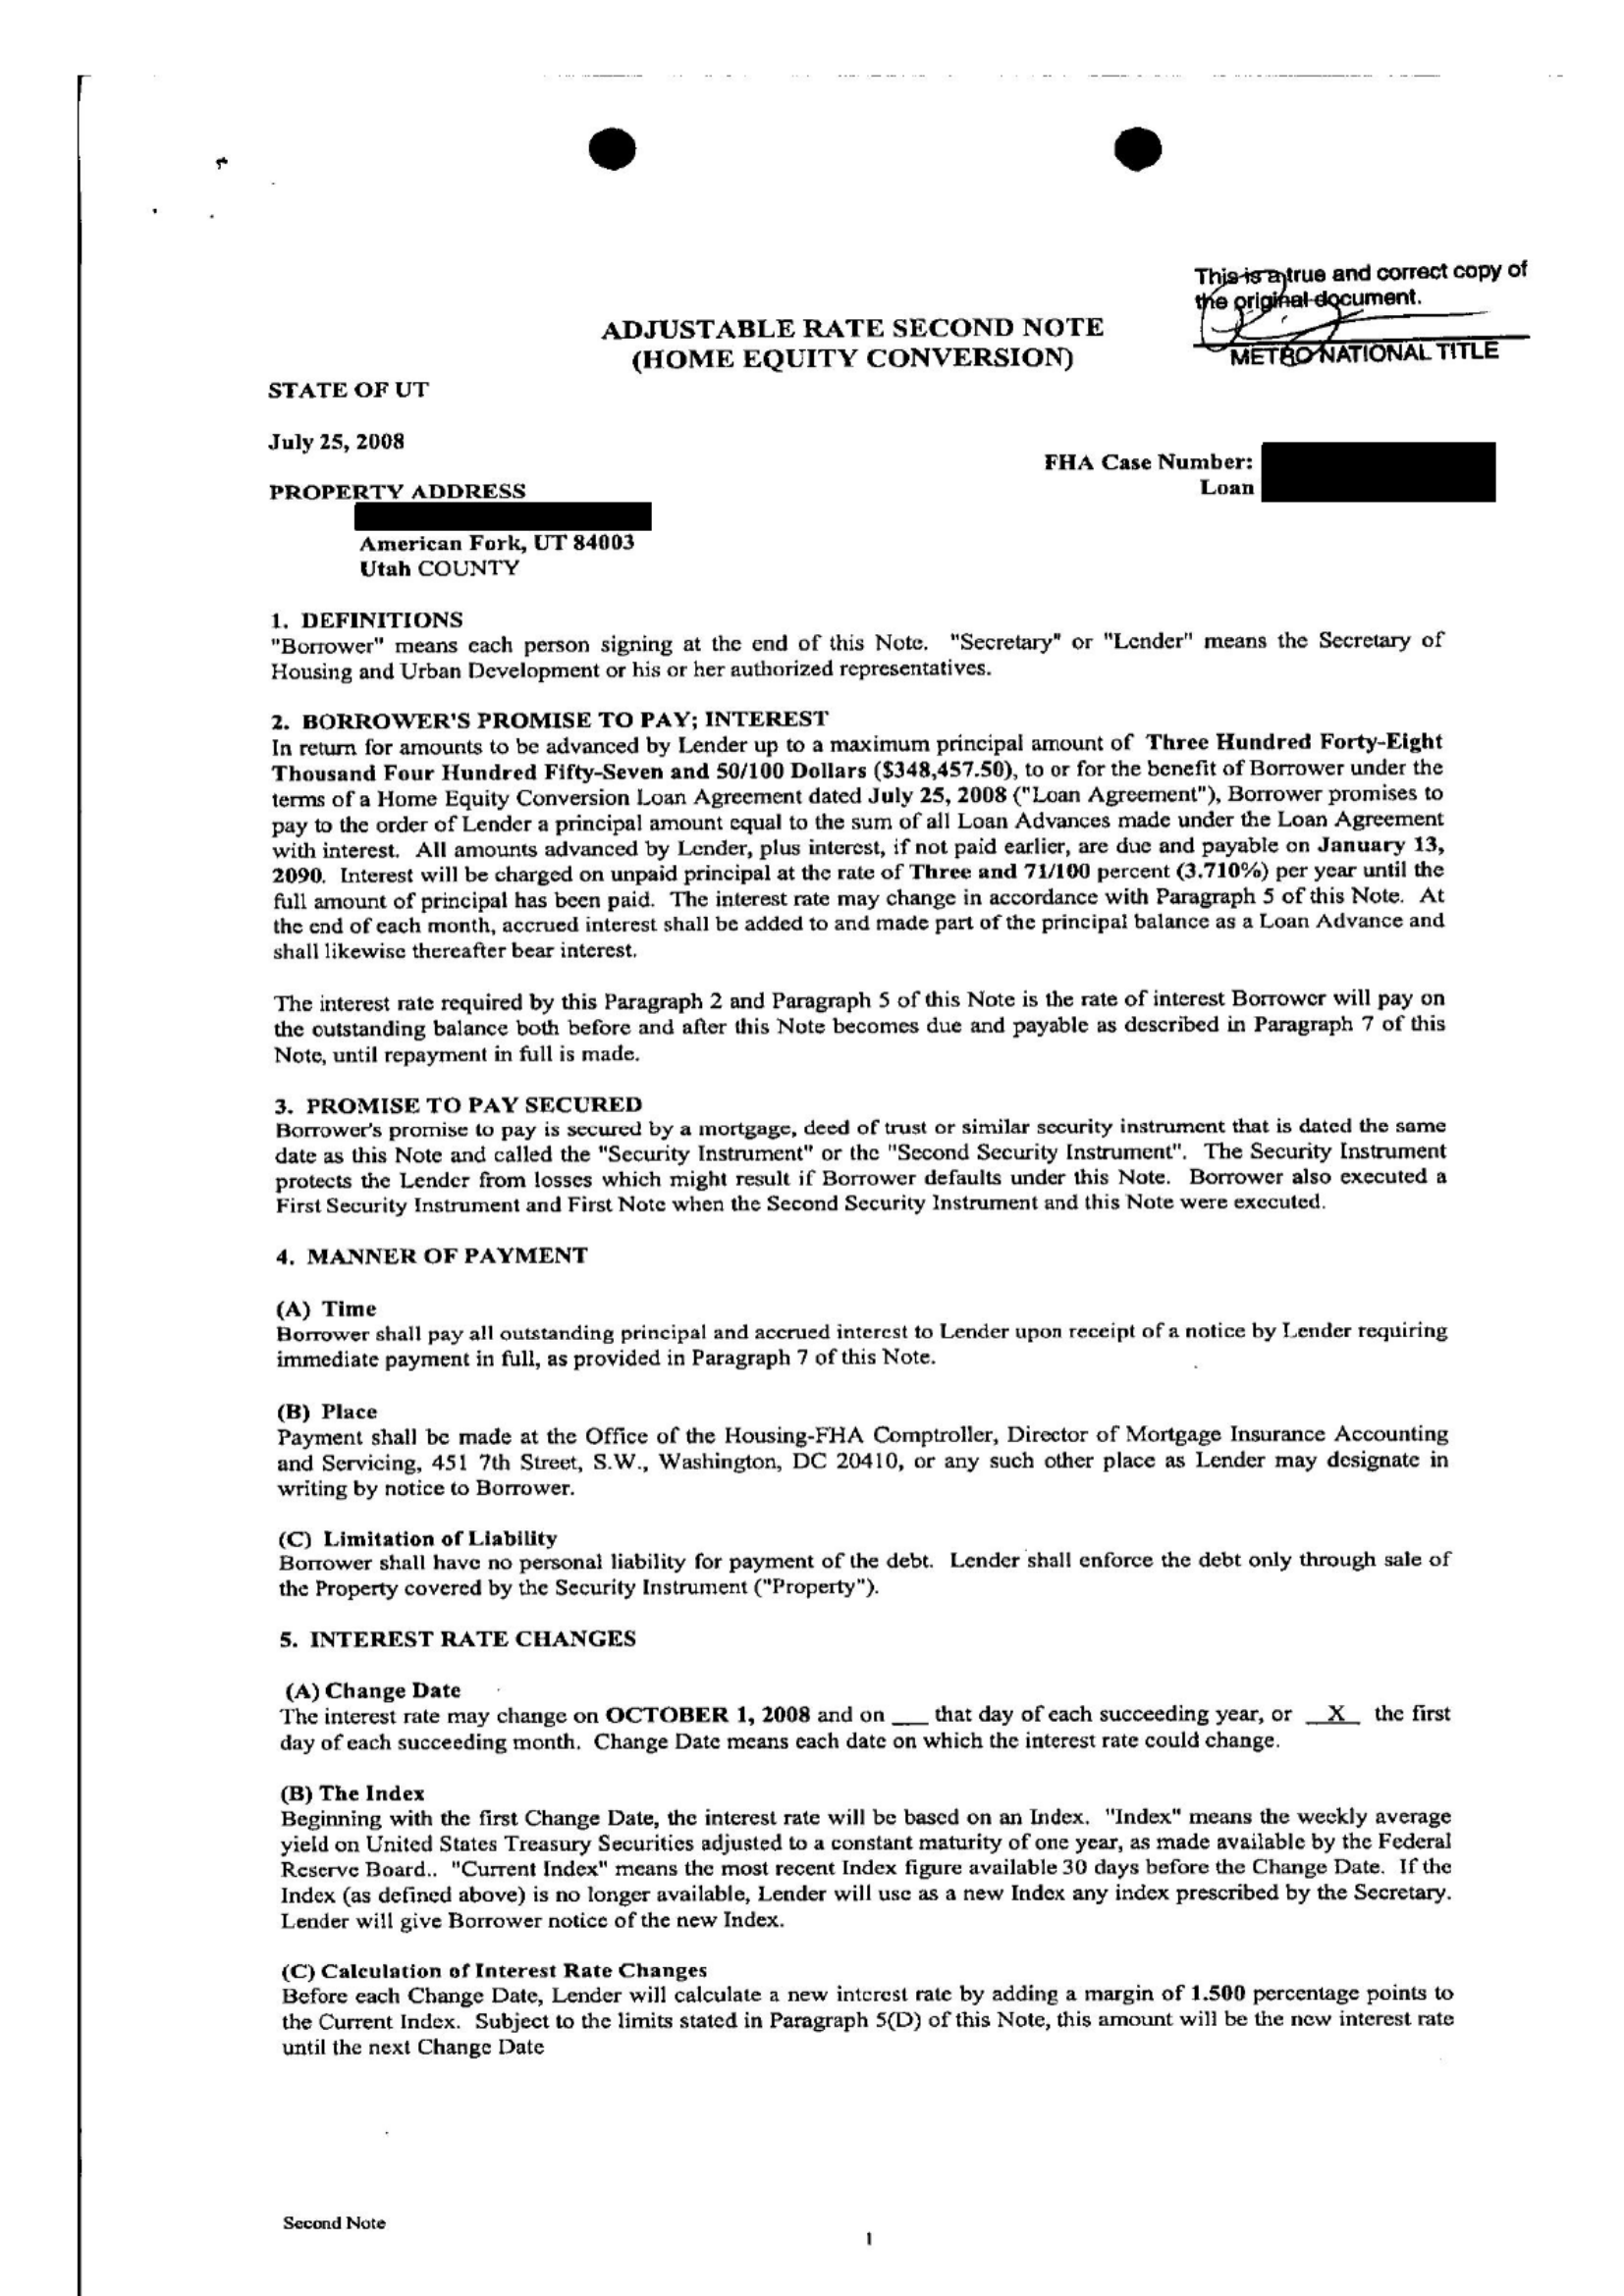 This is a true and correct copy of
the original document.
METRO NATIONAL TITLE
ADJUSTABLE RATE SECOND NOTE
(HOME EQUITY CONVERSION)
STATE OF UT
July 25, 2008
FHA Case Number:
Loan
PROPERTY ADDRESS
American Fork, UT 84003
Utah COUNTY
1. DEFINITIONS
"Borrower" means each person signing at the end of this Note. "Secretary" or "Lender" means the Secretary of
Housing and Urban Development or his or her authorized representatives.
2. BORROWER'S PROMISE TO PAY; INTEREST
In return for amounts to be advanced by Lender up to a maximum principal amount of Three Hundred Forty-Eight
Thousand Four Hundred Fifty-Seven and 50/100 Dollars ($348,457.50), to or for the benefit of Borrower under the
terms of a Home Equity Conversion Loan Agreement dated July 25, 2008 ("Loan Agreement"), Borrower promises to
pay to the order of Lender a principal amount equal to the sum of all Loan Advances made under the Loan Agreement
with interest. All amounts advanced by Lender, plus interest, if not paid earlier, are due and payable on January 13,
2090. Interest will be charged on unpaid principal at the rate of Three and 71/100 percent (3.710%) per year until the
full amount of principal has been paid. The interest rate may change in accordance with Paragraph 5 of this Note. At
the end of each month, accrued interest shall be added to and made part of the principal balance as a Loan Advance and
shall likewise thereafter bear interest.
The interest rate required by this Paragraph 2 and Paragraph 5 of this Note is the rate of interest Borrower will pay on
the outstanding balance both before and after this Note becomes due and payable as described in Paragraph 7 of this
Note, until repayment in full is made.
3. PROMISE TO PAY SECURED
Borrower's promise to pay is secured by a mortgage, deed of trust or similar security instrument that is dated the same
date as this Note and called the "Security Instrument" or the "Second Security Instrument". The Security Instrument
protects the Lender from losses which might result if Borrower defaults under this Note. Borrower also executed a
First Security Instrument and First Note when the Second Security Instrument and this Note were executed.
4. MANNER OF PAYMENT
(A) Time
Borrower shall pay all outstanding principal and accrued interest to Lender upon receipt of a notice by Lender requiring
immediate payment in full, as provided in Paragraph 7 of this Note.
(B) Place
Payment shall be made at the Office of the Housing-FHA Comptroller, Director of Mortgage Insurance Accounting
and Servicing, 451 7th Street, S.W., Washington, DC 20410, or any such other place as Lender may designate in
writing by notice to Borrower.
(C) Limitation of Liability
Borrower shall have no personal liability for payment of the debt. Lender shall enforce the debt only through sale of
the Property covered by the Security Instrument ("Property").
5. INTEREST RATE CHANGES
(A) Change Date
The interest rate may change on OCTOBER 1, 2008 and on ___ that day of each succeeding year, or _X_ the first
day of each succeeding month. Change Date means each date on which the interest rate could change.
(B) The Index
Beginning with the first Change Date, the interest rate will be based on an Index. "Index" means the weekly average
yield on United States Treasury Securities adjusted to a constant maturity of one year, as made available by the Federal
Reserve Board.. "Current Index" means the most recent Index figure available 30 days before the Change Date. If the
Index (as defined above) is no longer available, Lender will use as a new Index any index prescribed by the Secretary.
Lender will give Borrower notice of the new Index.
(C) Calculation of Interest Rate Changes
Before each Change Date, Lender will calculate a new interest rate by adding a margin of 1.500 percentage points to
the Current Index. Subject to the limits stated in Paragraph 5(D) of this Note, this amount will be the new interest rate
until the next Change Date
Second Note
1